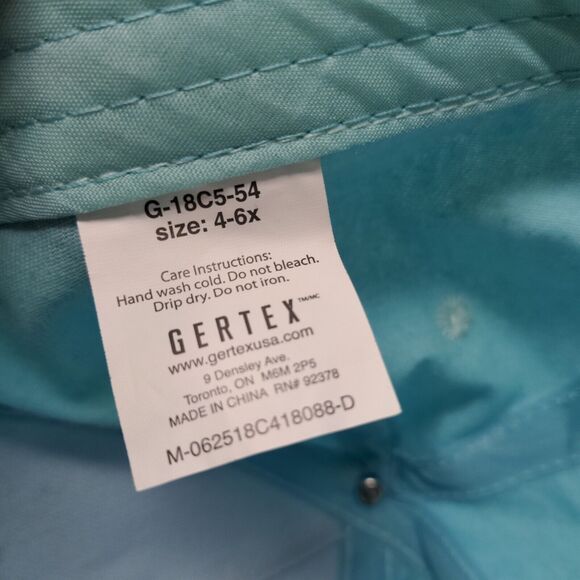 G-18C5-54
size: 4-6x
Care Instructions:
Hand wash cold. Do not bleach.
Drip dry. Do not iron.
GERTEX TM/MC
www.gertexusa.com
9 Densley Ave.
Toronto, ON M6M 2P5
MADE IN CHINA RN# 92378
M-062518C418088-D